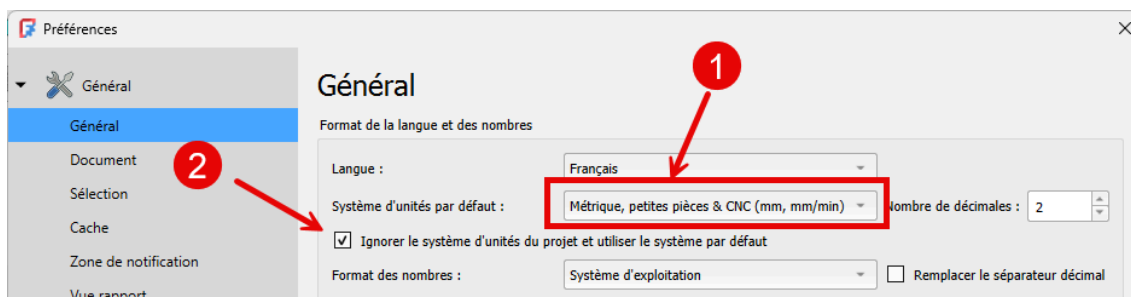 Préférences
Général
Général
Document
Sélection
Cache
Zone de notification
Vue rapport
Général
Format de la langue et des nombres
1
2
Langue : Français
Système d'unités par défaut : Métrique, petites pièces & CNC (mm, mm/min) Nombre de décimales : 2
Ignorer le système d'unités du projet et utiliser le système par défaut
Format des nombres : Système d'exploitation Remplacer le séparateur décimal